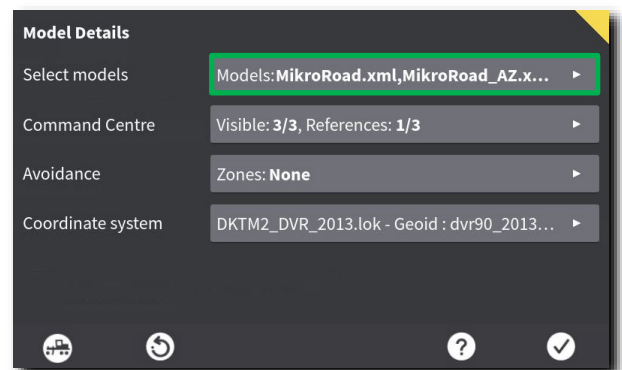 Model Details
Select models Models:MikroRoad.xml,MikroRoad_AZ.x...
Command Centre Visible: 3/3, References: 1/3
Avoidance Zones: None
Coordinate system DKTM2_DVR_2013.lok - Geoid : dvr90_2013...
?